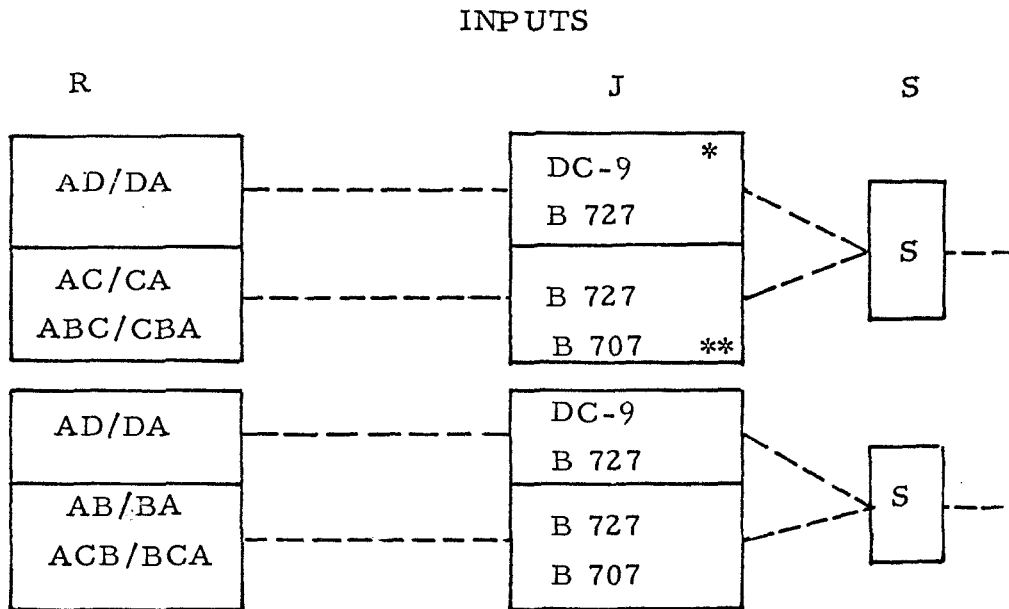 INPUTS
R J S
AD/DA
DC-9 *
B 727
S
AC/CA
ABC/CBA
B 727
B 707 **
AD/DA
DC-9
B 727
S
AB/BA
ACB/BCA
B 727
B 707